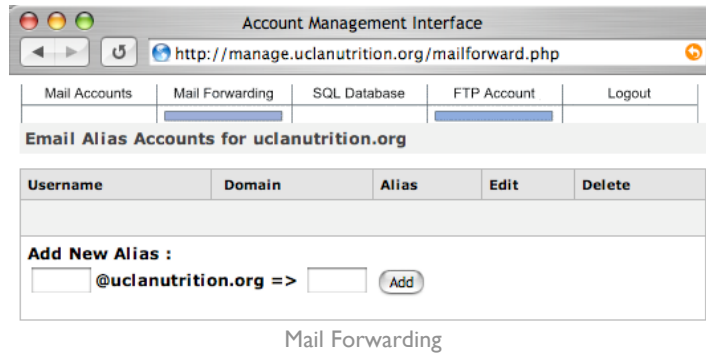 Account Management Interface
http://manage.uclanutrition.org/mailforward.php
Mail Accounts Mail Forwarding SQL Database FTP Account Logout
Email Alias Accounts for uclanutrition.org
Username Domain Alias Edit Delete
Add New Alias :
@uclanutrition.org => Add
Mail Forwarding